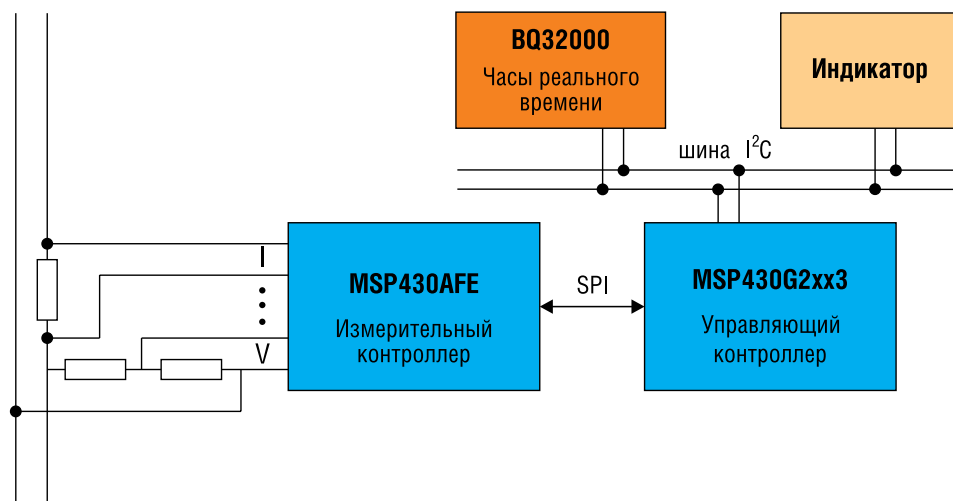 BQ32000
Часы реального
времени
Индикатор
шина I²C
I
MSP430AFE
Измерительный
контроллер
V
SPI
MSP430G2xx3
Управляющий
контроллер